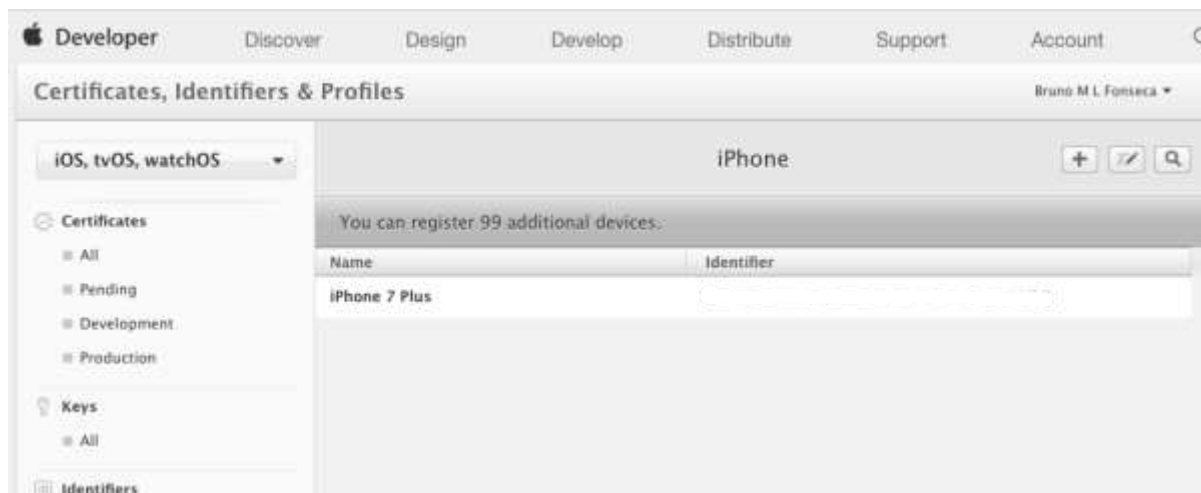 Developer Discover Design Develop Distribute Support Account
Certificates, Identifiers & Profiles Bruno M L Fonseca
iOS, tvOS, watchOS iPhone
Certificates You can register 99 additional devices.
All
Name Identifier
Pending iPhone 7 Plus
Development
Production
Keys
All
Identifiers